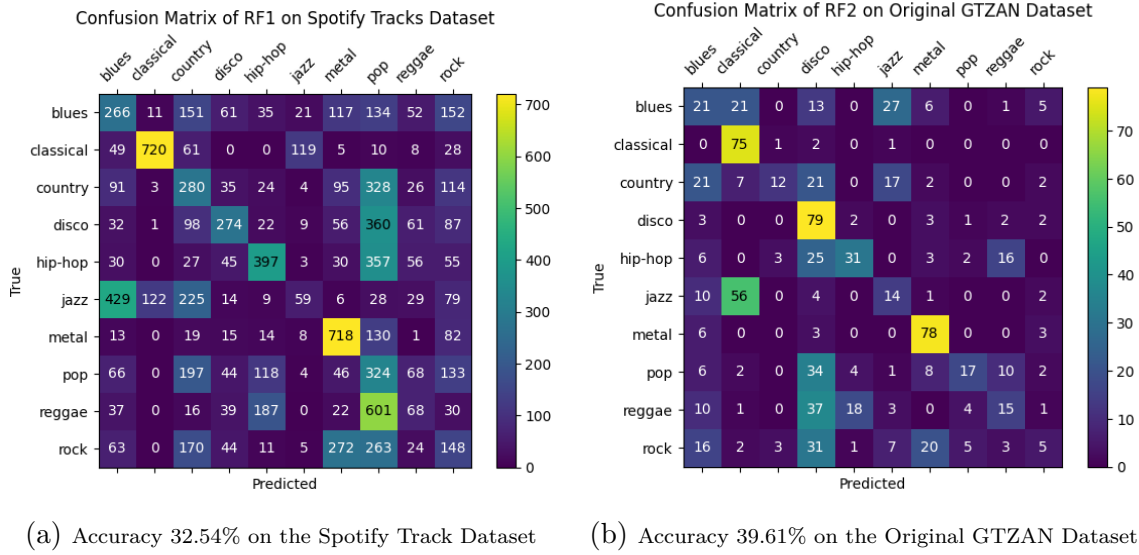 Confusion Matrix of RF1 on Spotify Tracks Dataset
blues classical country disco hip-hop jazz metal pop reggae rock
blues 266 11 151 61 35 21 117 134 52 152
classical 49 720 61 0 0 119 5 10 8 28
country 91 3 280 35 24 4 95 328 26 114
disco 32 1 98 274 22 9 56 360 61 87
hip-hop 30 0 27 45 397 3 30 357 56 55
jazz 429 122 225 14 9 59 6 28 29 79
metal 13 0 19 15 14 8 718 130 1 82
pop 66 0 197 44 118 4 46 324 68 133
reggae 37 0 16 39 187 0 22 601 68 30
rock 63 0 170 44 11 5 272 263 24 148
True
Predicted
700
600
500
400
300
200
100
0
(a) Accuracy 32.54% on the Spotify Track Dataset
Confusion Matrix of RF2 on Original GTZAN Dataset
blues classical country disco hip-hop jazz metal pop reggae rock
blues 21 21 0 13 0 27 6 0 1 5
classical 0 75 1 2 0 1 0 0 0 0
country 21 7 12 21 0 17 2 0 0 2
disco 3 0 0 79 2 0 3 1 2 2
hip-hop 6 0 3 25 31 0 3 2 16 0
jazz 10 56 0 4 0 14 1 0 0 2
metal 6 0 0 3 0 0 78 0 0 3
pop 6 2 0 34 4 1 8 17 10 2
reggae 10 1 0 37 18 3 0 4 15 1
rock 16 2 3 31 1 7 20 5 3 5
True
Predicted
70
60
50
40
30
20
10
0
(b) Accuracy 39.61% on the Original GTZAN Dataset